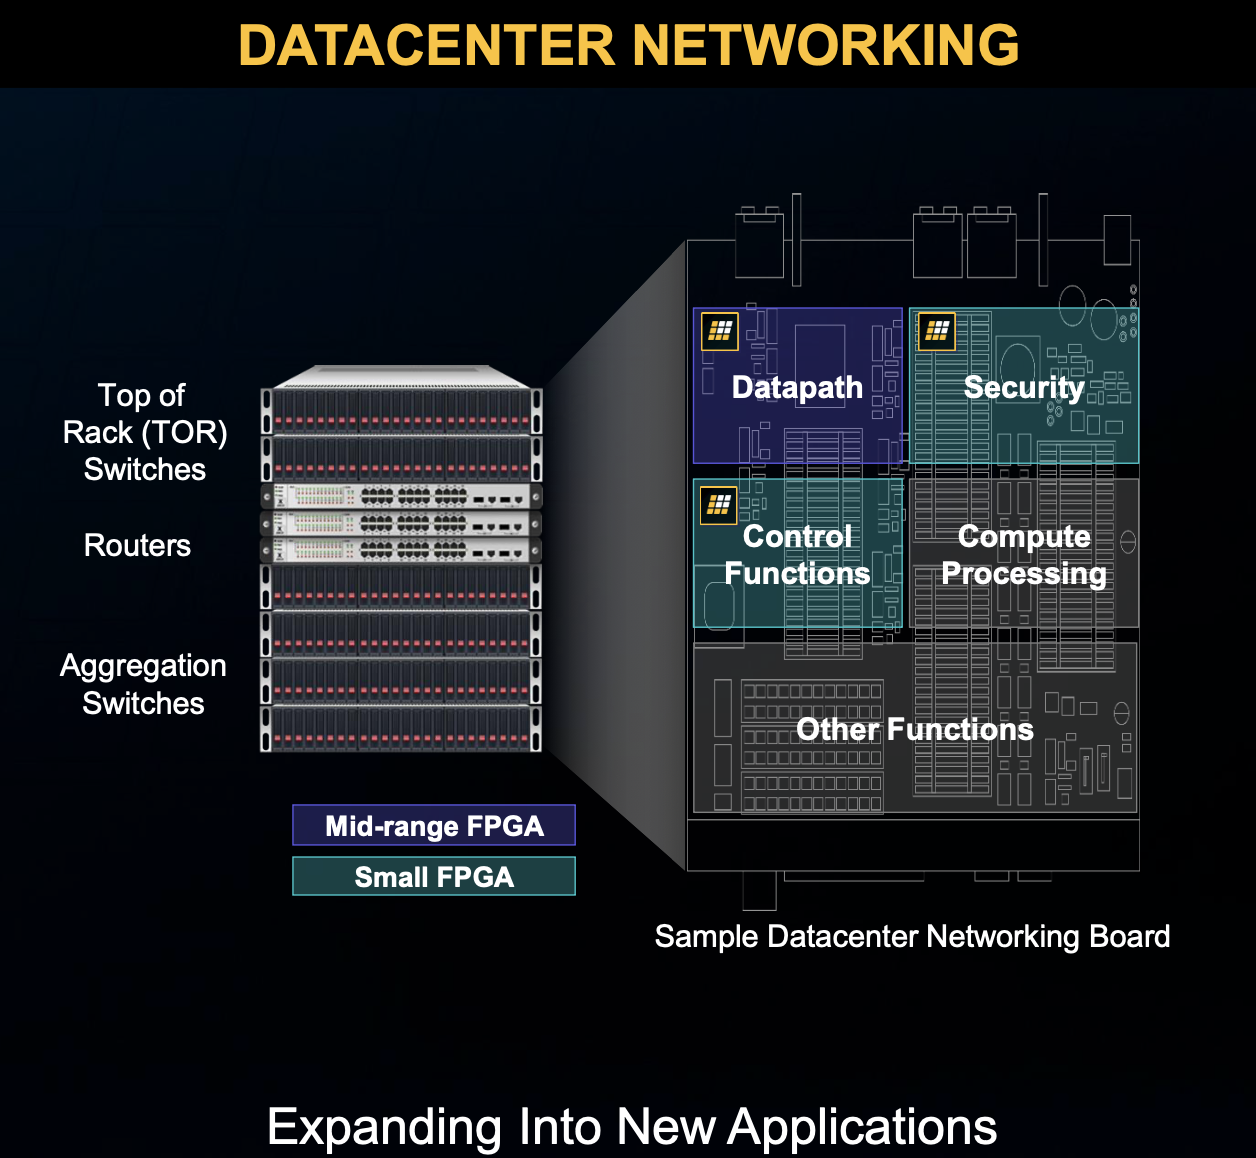 DATACENTER NETWORKING
Top of
Rack (TOR)
Switches
Routers
Aggregation
Switches
Datapath
Security
Control
Functions
Compute
Processing
Other Functions
Mid-range FPGA
Small FPGA
Sample Datacenter Networking Board
Expanding Into New Applications